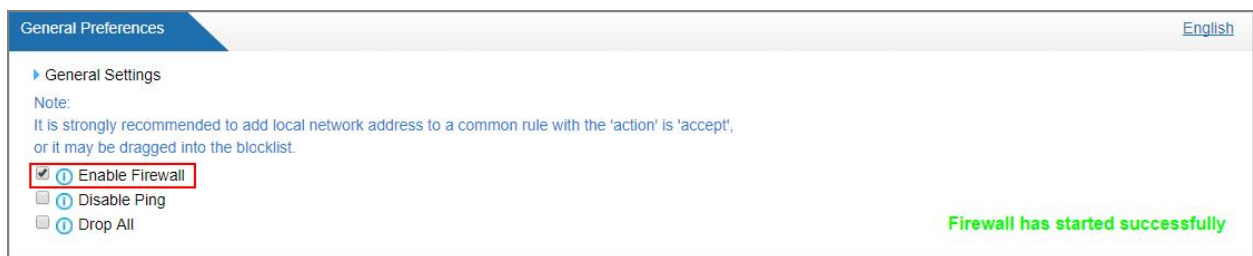 General Preferences
English
General Settings
Note:
It is strongly recommended to add local network address to a common rule with the 'action' is 'accept',
or it may be dragged into the blocklist.
Enable Firewall
Disable Ping
Drop All
Firewall has started successfully